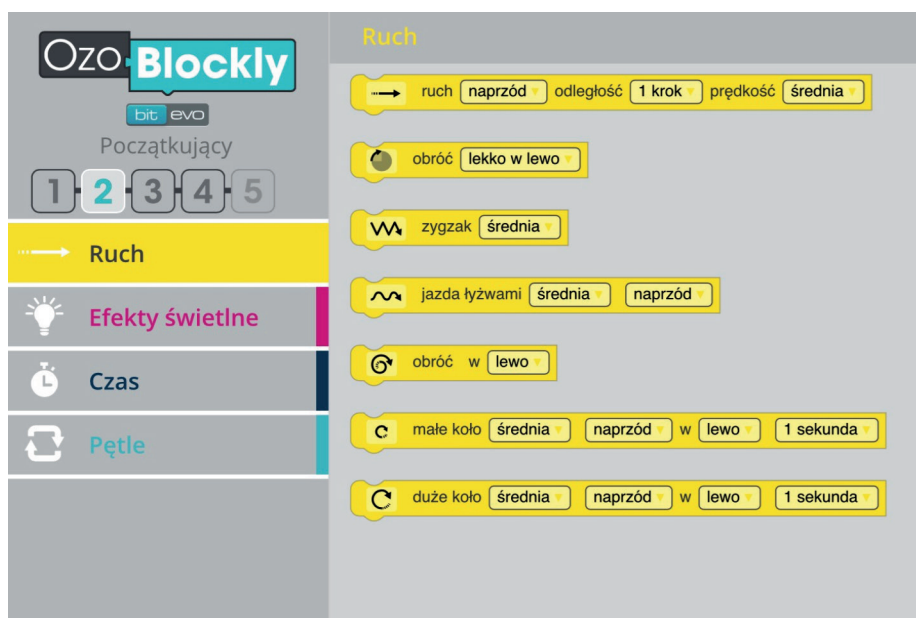 Ozo Blockly
bit evo
Początkujący
1 2 3 4 5
Ruch
Efekty świetlne
Czas
Pętle
Ruch
ruch naprzód odległość 1 krok prędkość średnia
obróć lekko w lewo
zygzak średnia
jazda łyżwami średnia naprzód
obróć w lewo
małe koło średnia naprzód w lewo 1 sekunda
duże koło średnia naprzód w lewo 1 sekunda